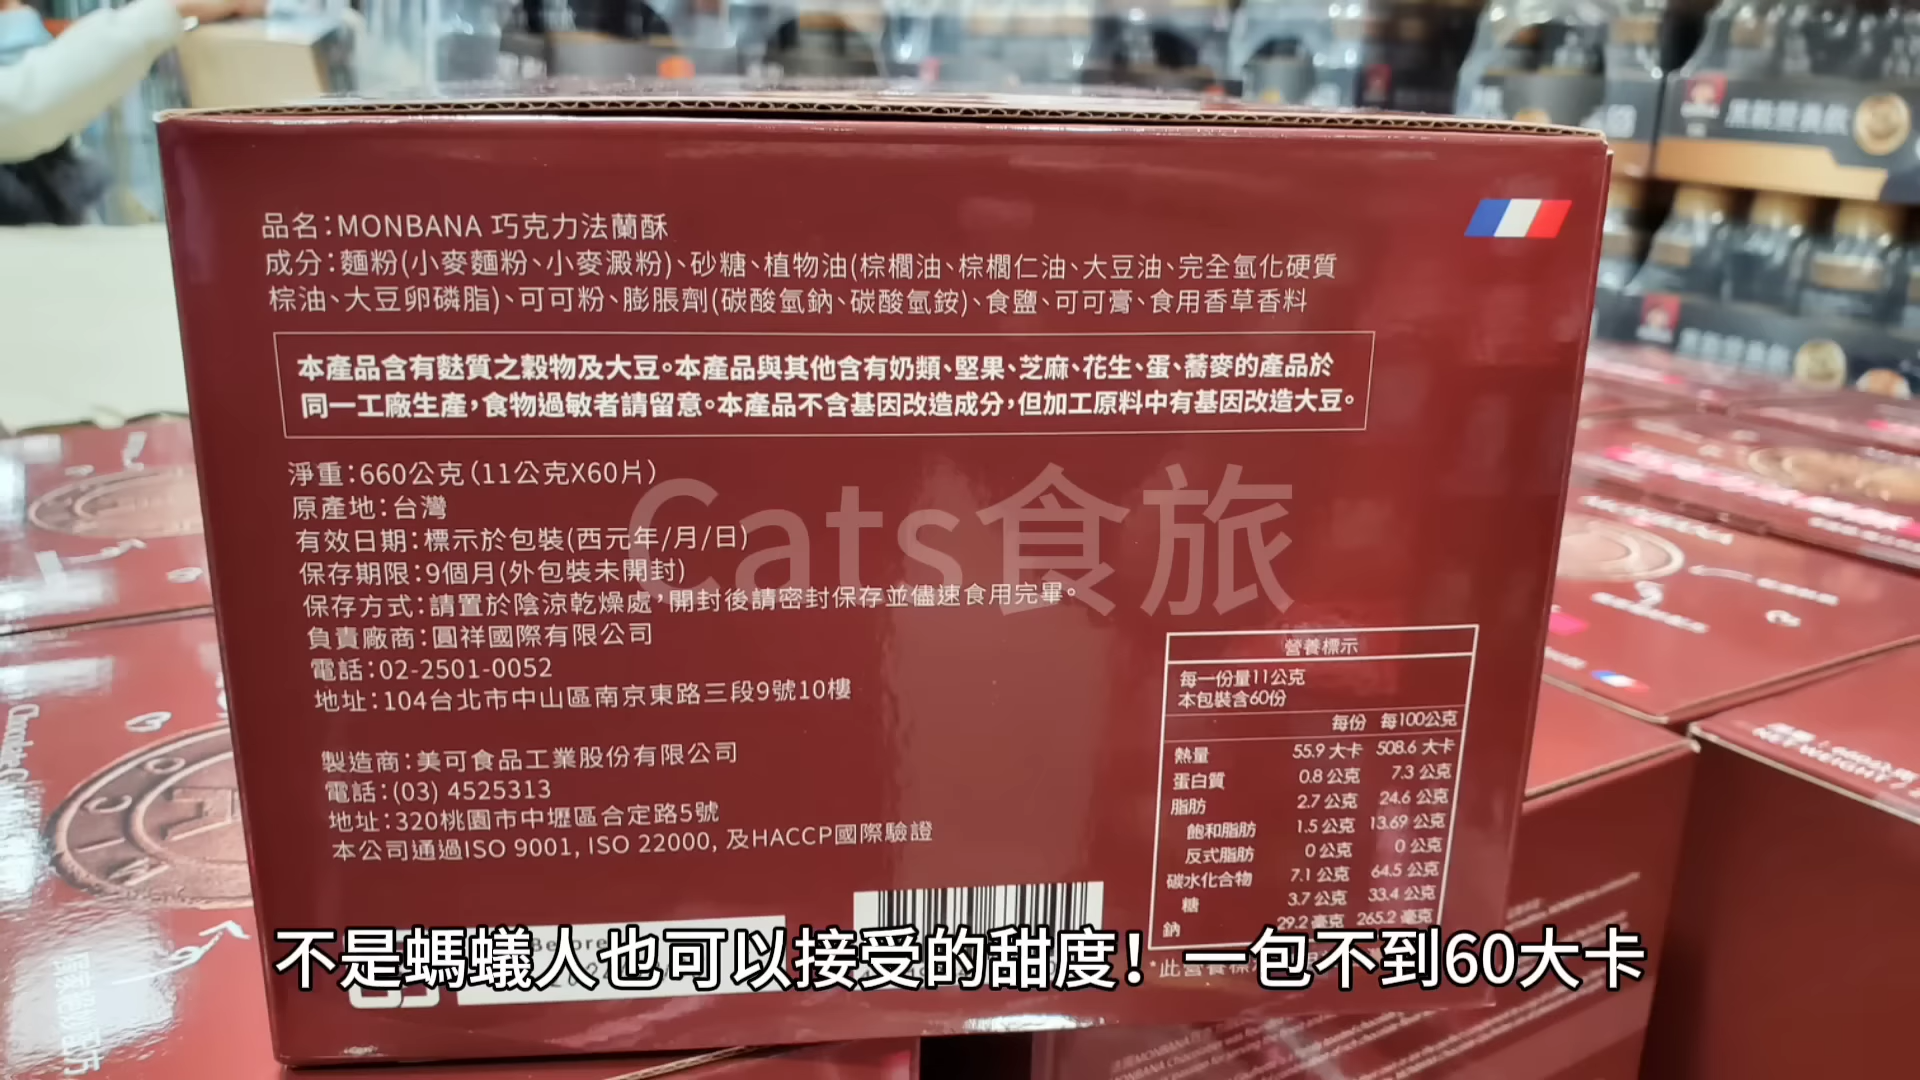 品名:MONBANA 巧克力法蘭酥
成分:麵粉(小麥麵粉、小麥澱粉)、砂糖、植物油(棕櫚油、棕櫚仁油、大豆油、完全氫化硬質
棕油、大豆卵磷脂)、可可粉、膨脹劑(碳酸氫鈉、碳酸氫銨)、食鹽、可可膏、食用香草香料
本產品含有麩質之穀物及大豆。本產品與其他含有奶類、堅果、芝麻、花生、蛋、蕎麥的產品於
同一工廠生產,食物過敏者請留意。本產品不含基因改造成分,但加工原料中有基因改造大豆。
淨重:660公克(11公克X60片)
原產地:台灣
有效日期:標示於包裝(西元年/月/日)
保存期限:9個月(外包裝未開封)
保存方式:請置於陰涼乾燥處,開封後請密封保存並儘速食用完畢。
負責廠商:圓祥國際有限公司
電話:02-2501-0052
地址:104台北市中山區南京東路三段9號10樓
製造商:美可食品工業股份有限公司
電話:(03) 4525313
地址:320桃園市中壢區合定路5號
本公司通過ISO 9001, ISO 22000, 及HACCP國際驗證
Cats食旅
營養標示
每一份量11公克
本包裝含60份
每份 每100公克
熱量 55.9 大卡 508.6 大卡
蛋白質 0.8 公克 7.3 公克
脂肪 2.7 公克 24.6 公克
飽和脂肪 1.5 公克 13.69 公克
反式脂肪 0 公克 0 公克
碳水化合物 7.1 公克 64.5 公克
糖 3.7 公克 33.4 公克
鈉 29.2 毫克 265.2 毫克
不是螞蟻人也可以接受的甜度！一包不到60大卡